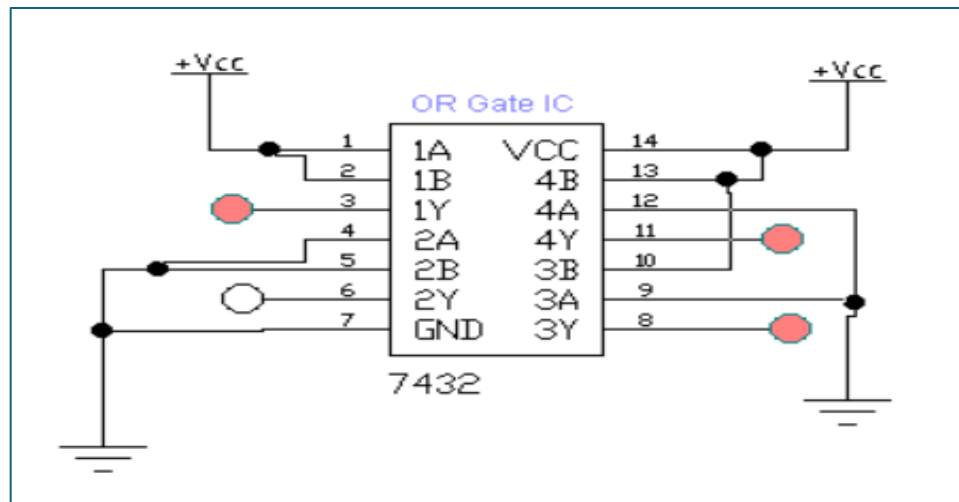 +Vcc
+Vcc
OR Gate IC
1 1A VCC 14
2 1B 4B 13
3 1Y 4A 12
4 2A 4Y 11
5 2B 3B 10
6 2Y 3A 9
7 GND 3Y 8
7432